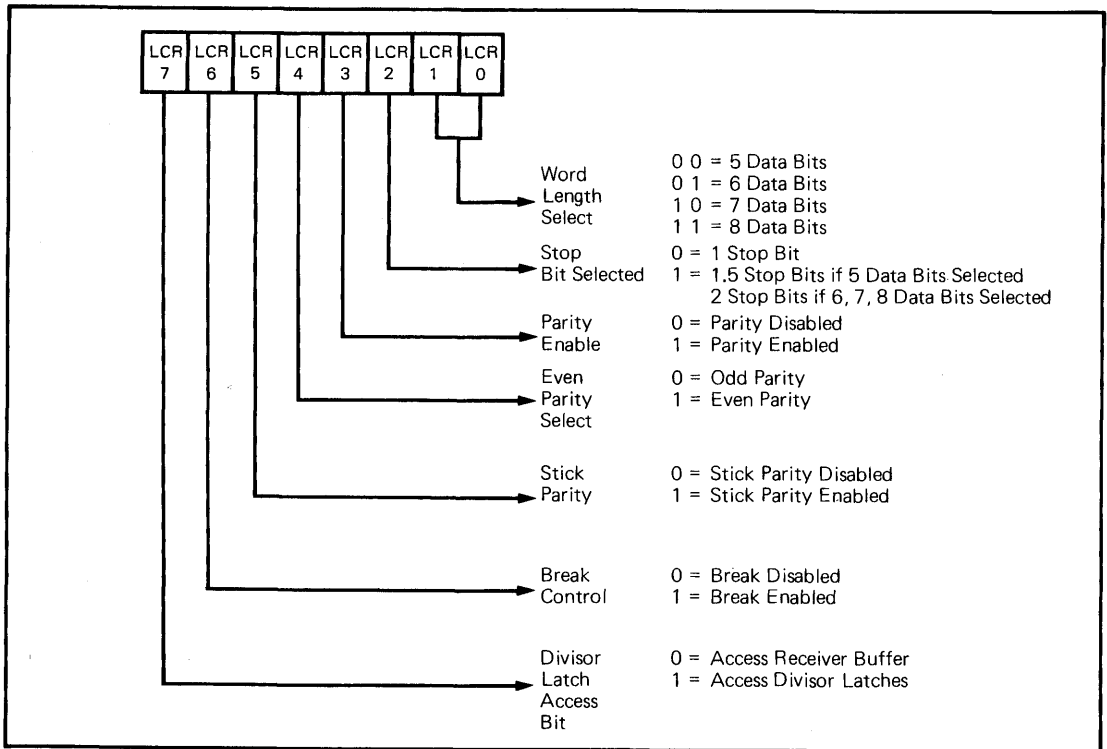 LCR LCR LCR LCR LCR LCR LCR LCR
7 6 5 4 3 2 1 0
Word Length Select
0 0 = 5 Data Bits
0 1 = 6 Data Bits
1 0 = 7 Data Bits
1 1 = 8 Data Bits
Stop Bit Selected
0 = 1 Stop Bit
1 = 1.5 Stop Bits if 5 Data Bits Selected
2 Stop Bits if 6, 7, 8 Data Bits Selected
Parity Enable
0 = Parity Disabled
1 = Parity Enabled
Even Parity Select
0 = Odd Parity
1 = Even Parity
Stick Parity
0 = Stick Parity Disabled
1 = Stick Parity Enabled
Break Control
0 = Break Disabled
1 = Break Enabled
Divisor Latch Access Bit
0 = Access Receiver Buffer
1 = Access Divisor Latches